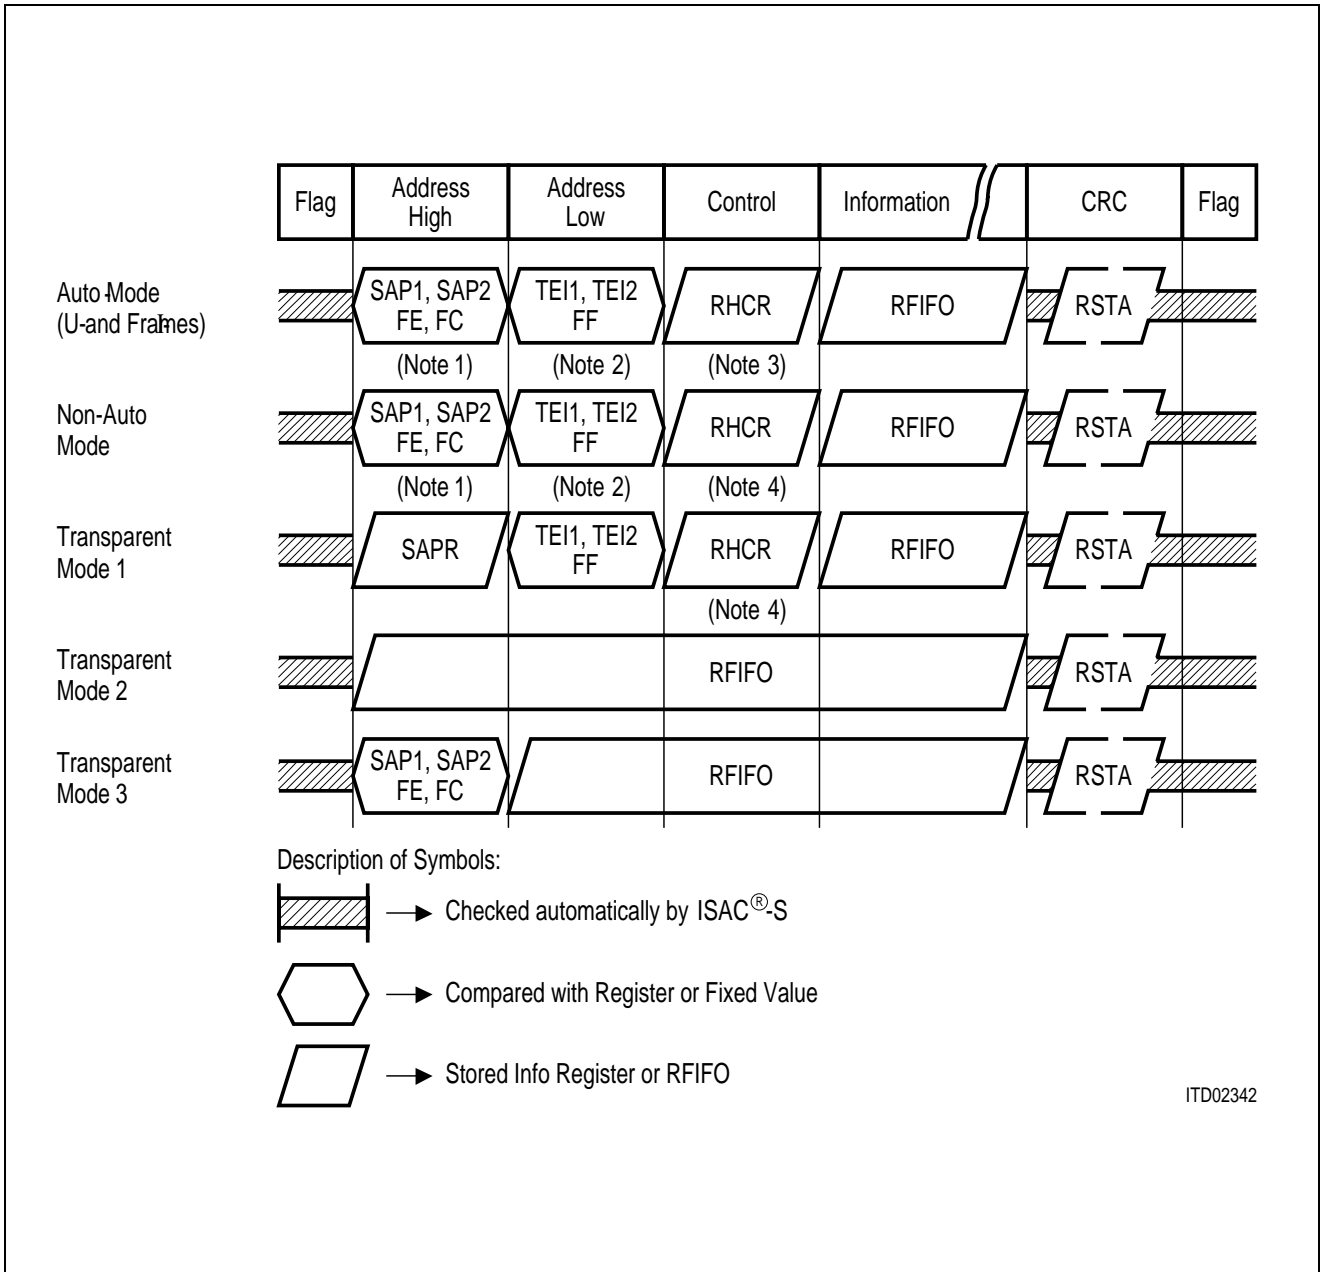 Flag
Address
High
Address
Low
Control
Information
CRC
Flag
Auto-Mode
(U-and I-Frames)
SAP1, SAP2
FE, FC
TEI1, TEI2
FF
RHCR
RFIFO
RSTA
(Note 1)
(Note 2)
(Note 3)
Non-Auto
Mode
SAP1, SAP2
FE, FC
TEI1, TEI2
FF
RHCR
RFIFO
RSTA
(Note 1)
(Note 2)
(Note 4)
Transparent
Mode 1
SAPR
TEI1, TEI2
FF
RHCR
RFIFO
RSTA
(Note 4)
Transparent
Mode 2
RFIFO
RSTA
Transparent
Mode 3
SAP1, SAP2
FE, FC
RFIFO
RSTA
Description of Symbols:
Checked automatically by ISAC®-S
Compared with Register or Fixed Value
Stored Info Register or RFIFO
ITD02342